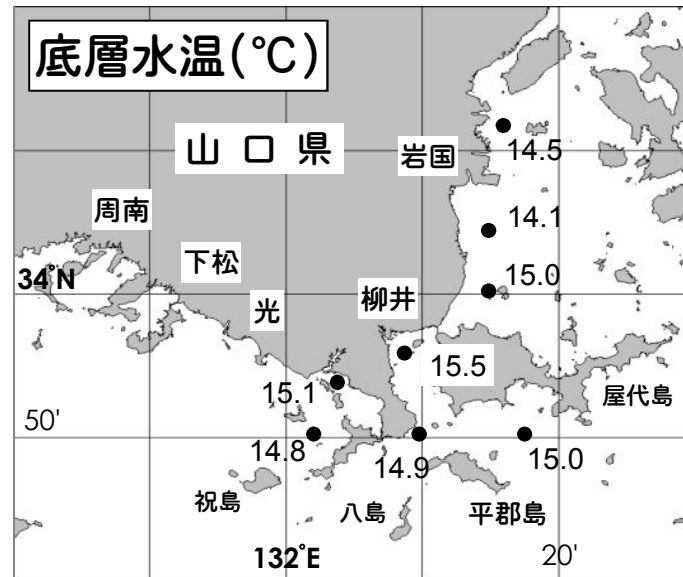 底層水温(℃)
山口県
岩国
14.5
周南
14.1
下松
34°N
15.0
光
柳井
15.5
15.1
屋代島
50'
14.8
14.9
15.0
祝島
八島
平郡島
132°E
20'